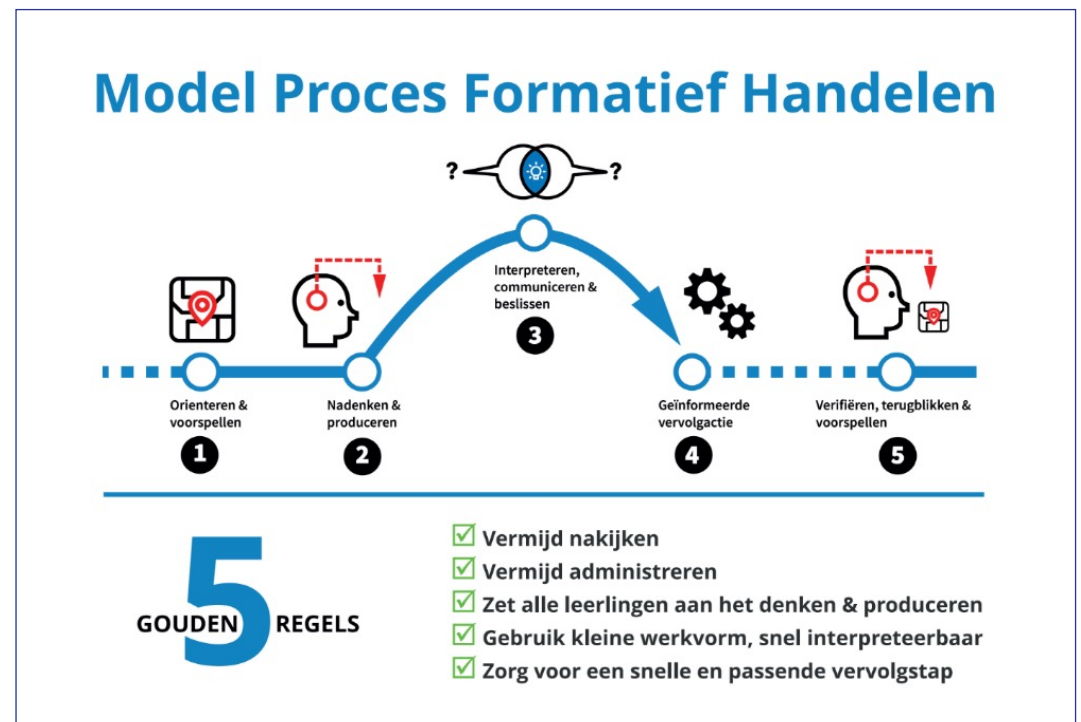 Model Proces Formatief Handelen
? ?
Interpreteren,
communiceren &
beslissen
3
Orienteren &
voorspellen
1
Nadenken &
produceren
2
Geïnformeerde
vervolgactie
4
Verifiëren, terugblikken &
voorspellen
5
5
GOUDEN REGELS
Vermijd nakijken
Vermijd administreren
Zet alle leerlingen aan het denken & produceren
Gebruik kleine werkvorm, snel interpreteerbaar
Zorg voor een snelle en passende vervolgstap